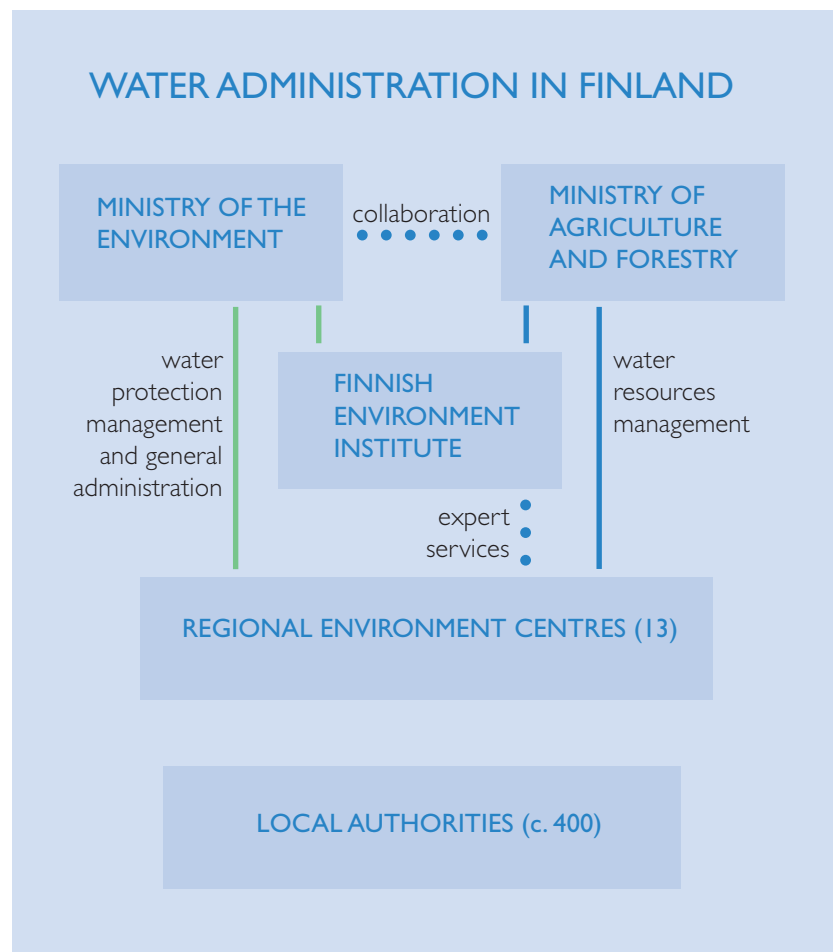 WATER ADMINISTRATION IN FINLAND
MINISTRY OF THE
ENVIRONMENT
collaboration
MINISTRY OF
AGRICULTURE
AND FORESTRY
water
protection
management
and general
administration
FINNISH
ENVIRONMENT
INSTITUTE
water
resources
management
expert
services
REGIONAL ENVIRONMENT CENTRES (13)
LOCAL AUTHORITIES (c. 400)